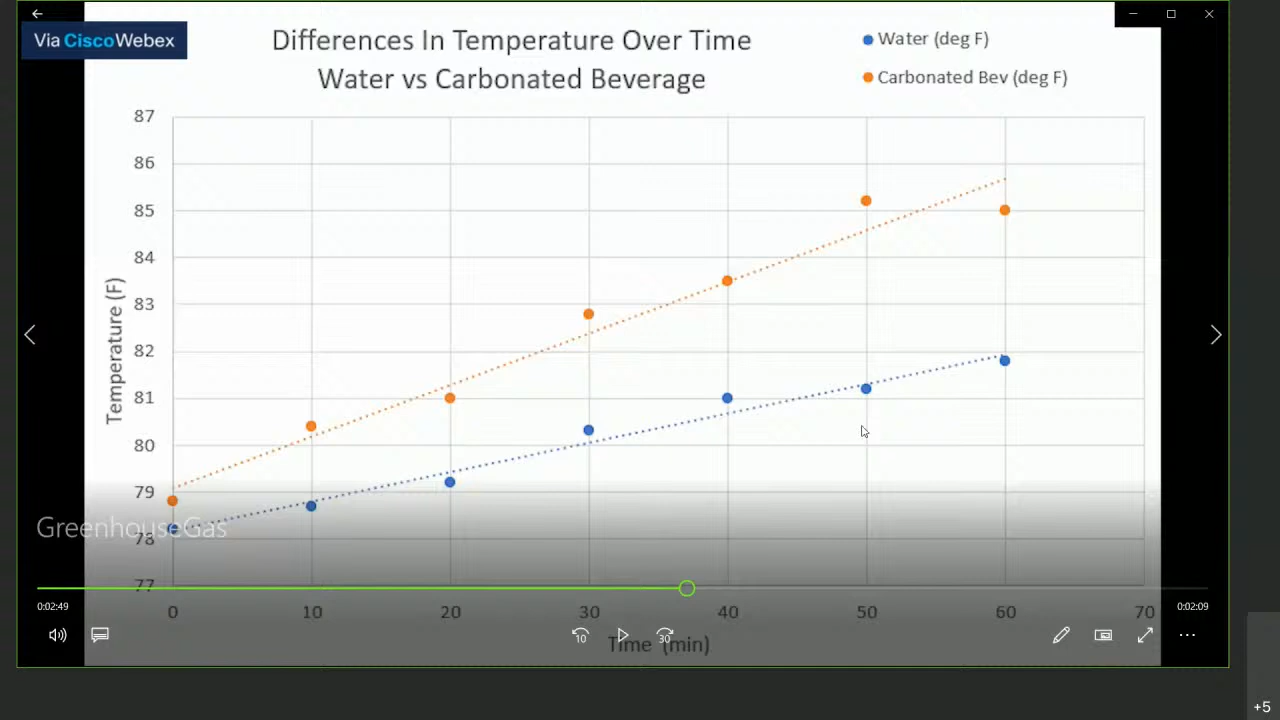 Via Cisco Webex
Differences In Temperature Over Time
Water vs Carbonated Beverage
Water (deg F)
Carbonated Bev (deg F)
87
86
85
84
83
82
81
80
79
78
77
Temperature (F)
GreenhouseGas
0:02:49
0:02:09
0 10 20 30 40 50 60 70
10
30
Time (min)
+5